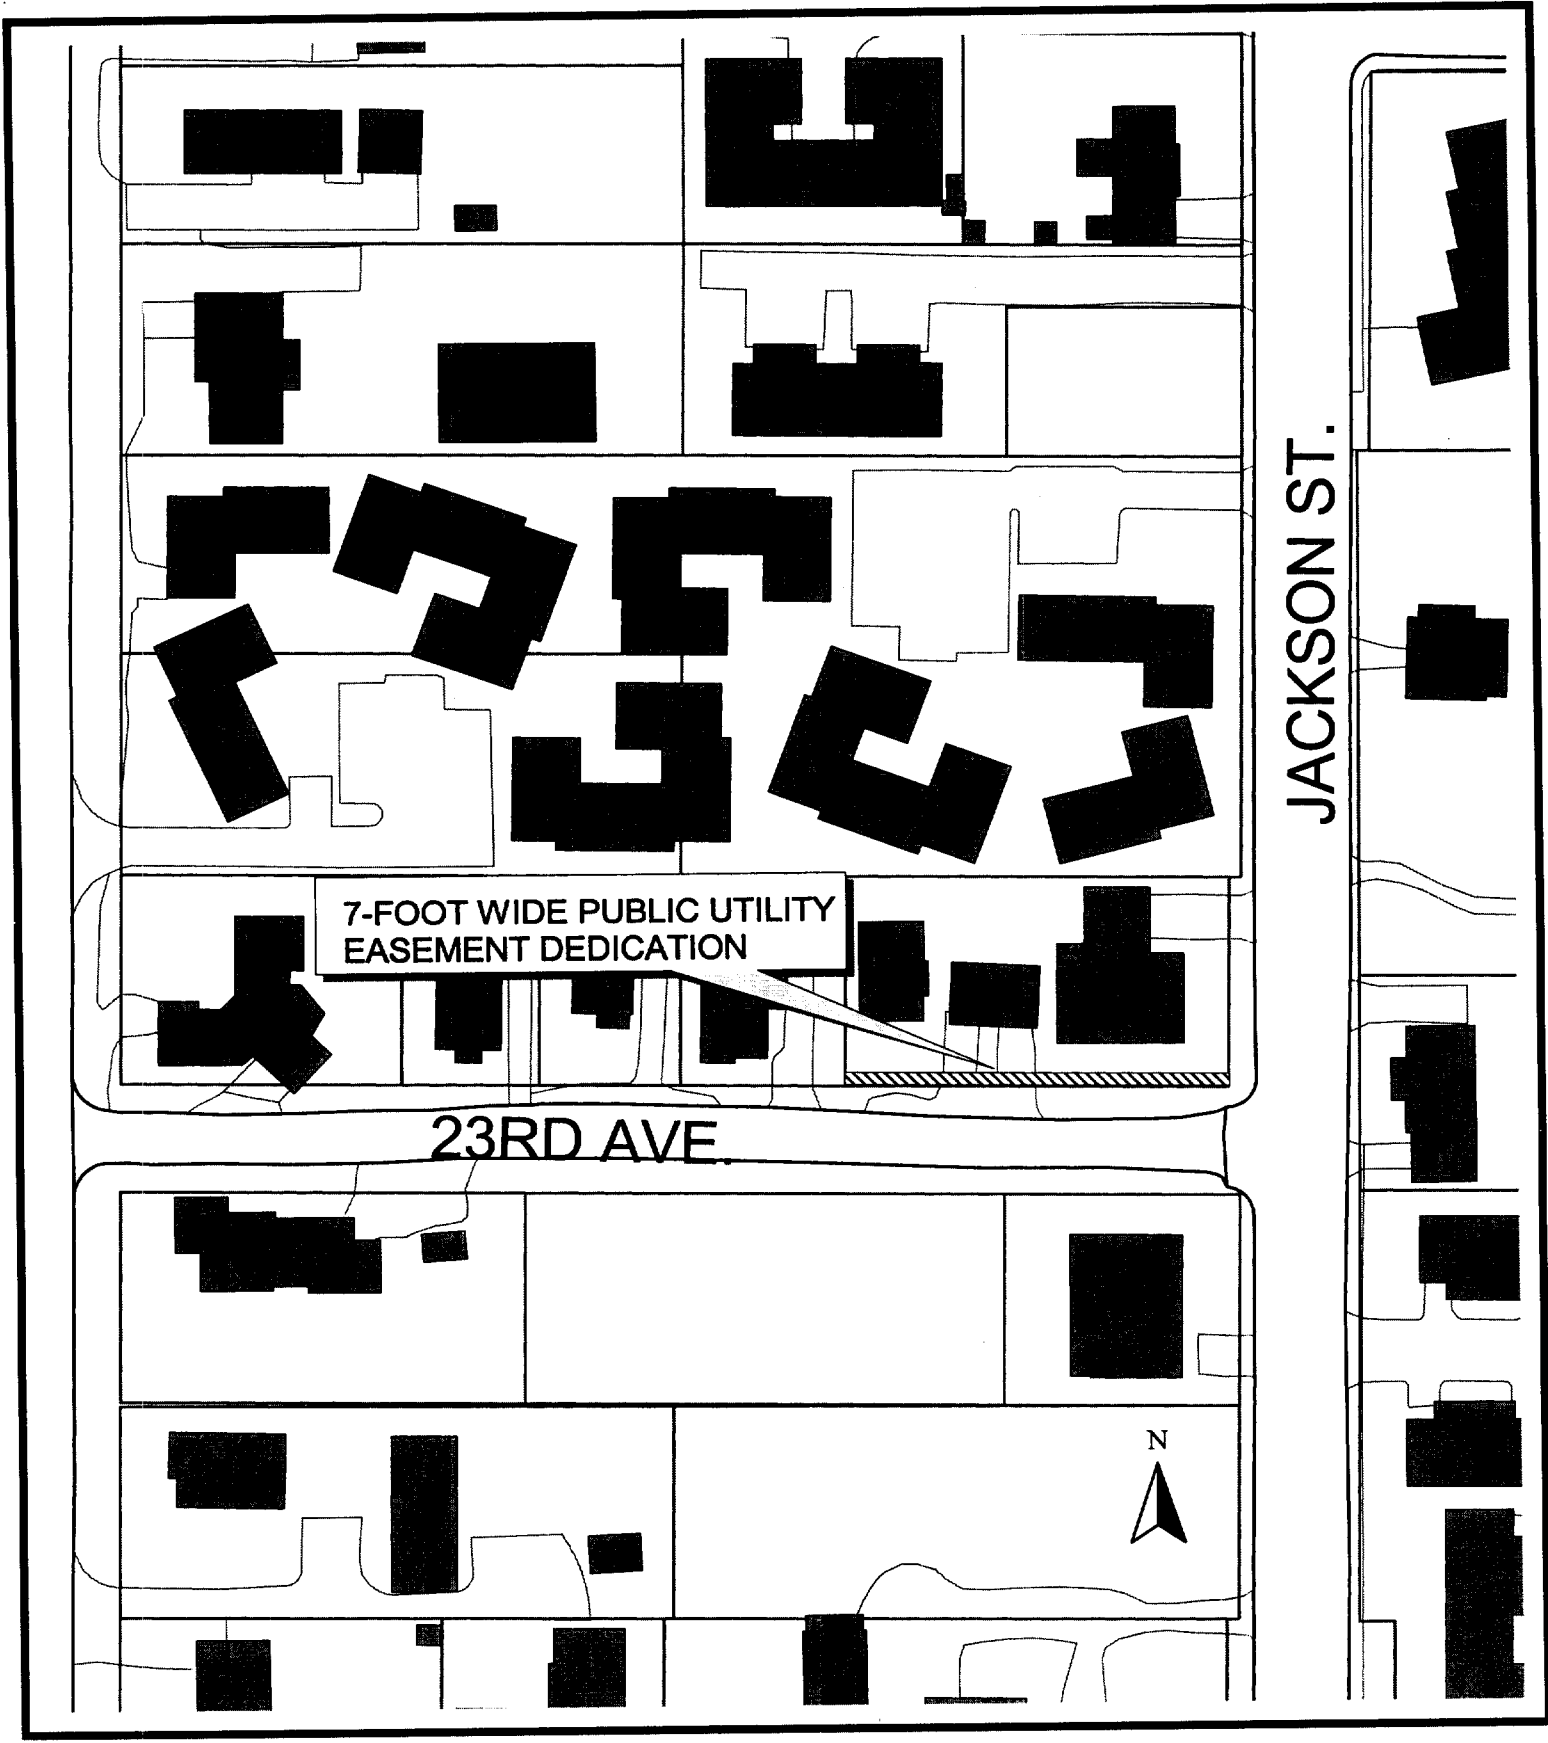 JACKSON ST.
7-FOOT WIDE PUBLIC UTILITY
EASEMENT DEDICATION
23RD AVE.
N